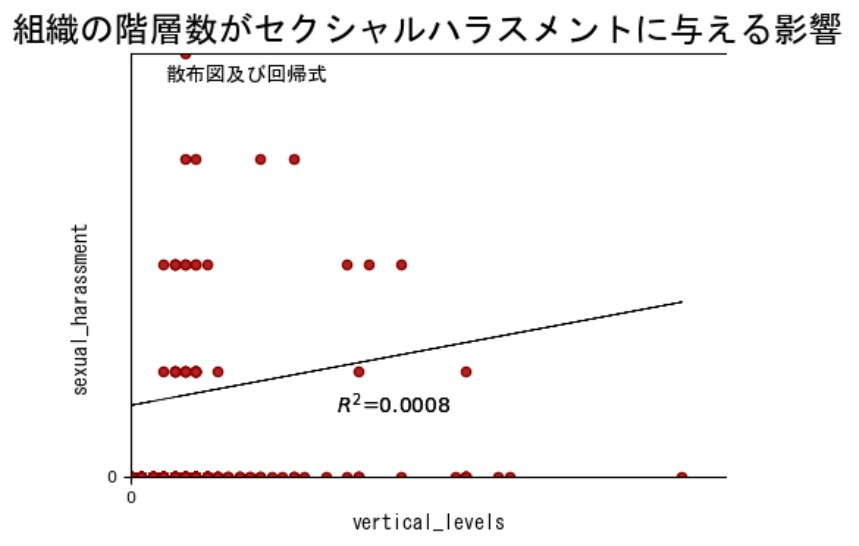 組織の階層数がセクシャルハラスメントに与える影響
散布図及び回帰式
sexual_harassment
R²=0.0008
0
0
vertical_levels